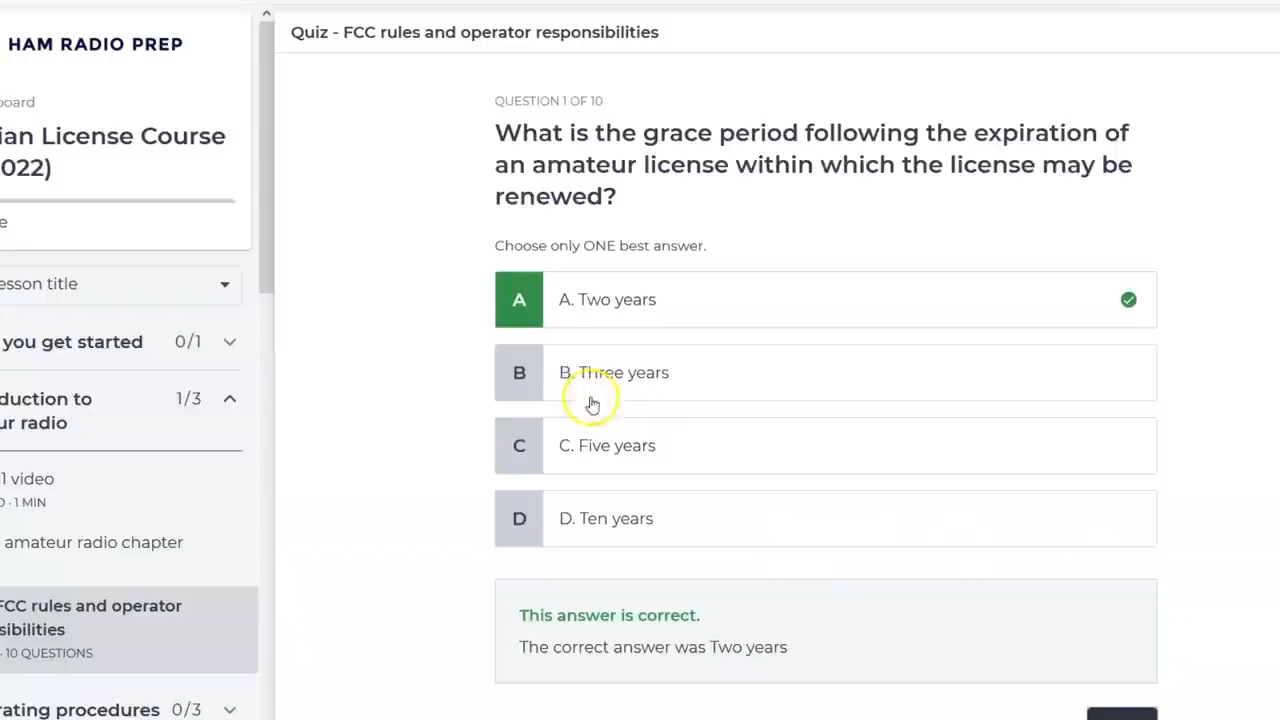 HAM RADIO PREP
board
ian License Course
022)
e
esson title
you get started 0/1
duction to 1/3
ur radio
1 video
O · 1 MIN
amateur radio chapter
FCC rules and operator
sibilities
· 10 QUESTIONS
rating procedures 0/3
Quiz - FCC rules and operator responsibilities
QUESTION 1 OF 10
What is the grace period following the expiration of
an amateur license within which the license may be
renewed?
Choose only ONE best answer.
A A. Two years
B B. Three years
C C. Five years
D D. Ten years
This answer is correct.
The correct answer was Two years